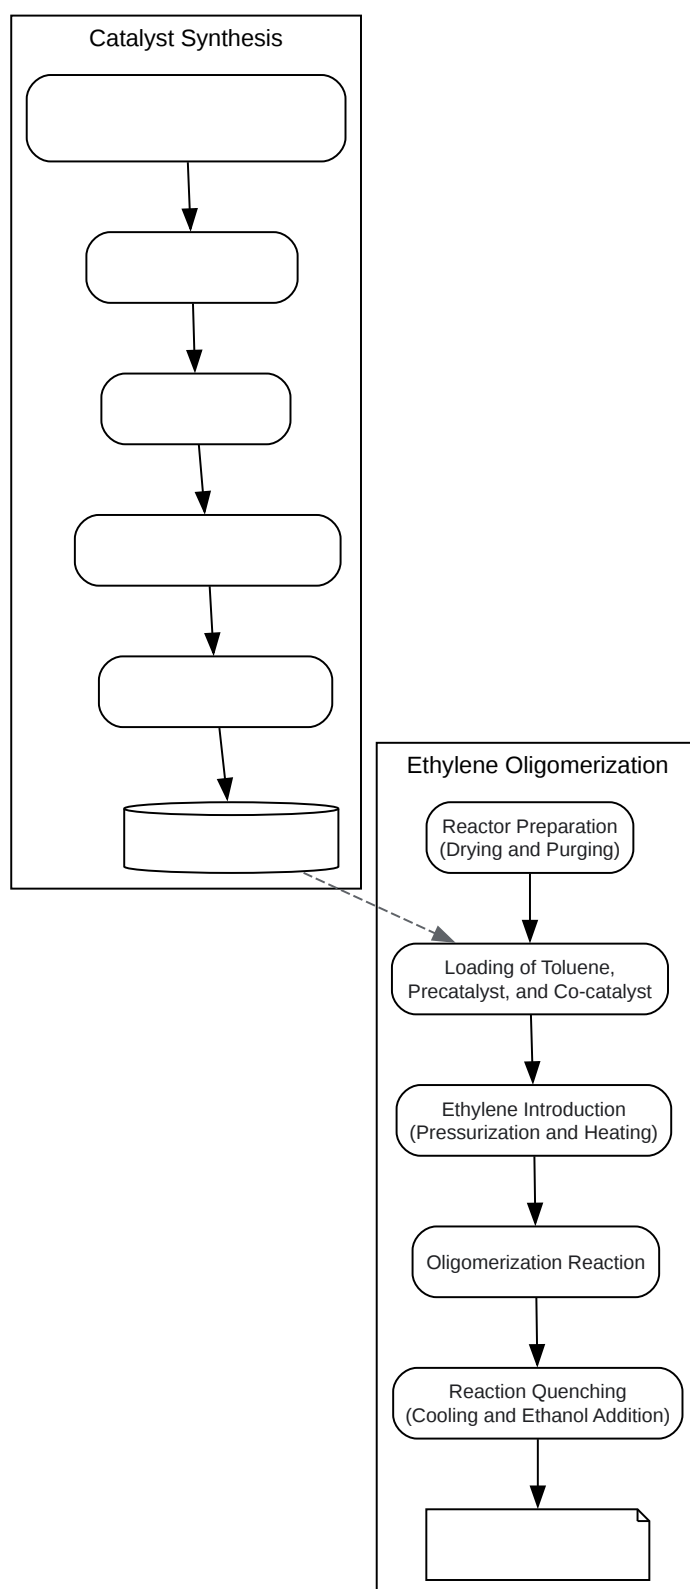 Catalyst Synthesis
Ethylene Oligomerization
Reactor Preparation
(Drying and Purging)
Loading of Toluene,
Precatalyst, and Co-catalyst
Ethylene Introduction
(Pressurization and Heating)
Oligomerization Reaction
Reaction Quenching
(Cooling and Ethanol Addition)